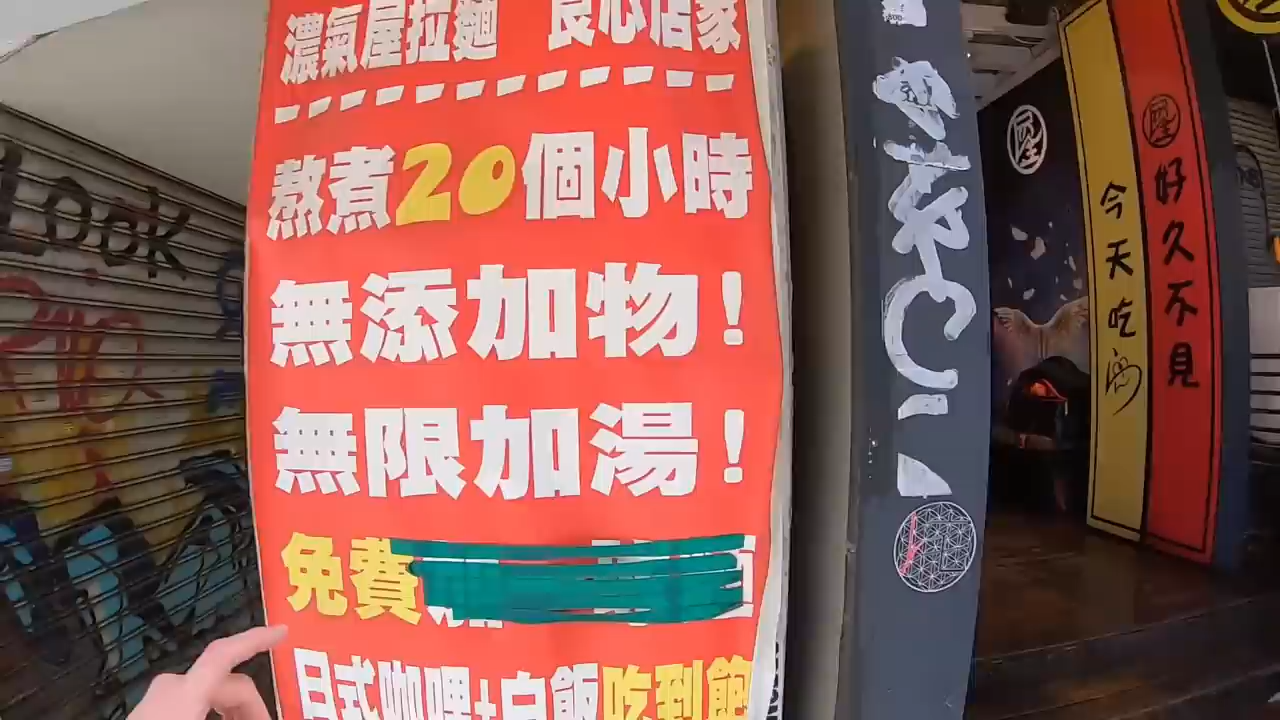 濃氣屋拉麵 良心店家
熬煮20個小時
無添加物!
無限加湯!
免費
日式咖哩+白飯吃到飽
好久不見
今天吃
屋
屋
Look